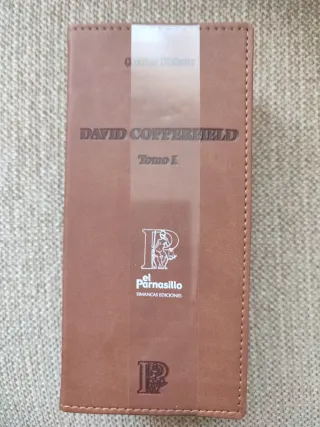 Charles Dickens
DAVID COPPERFIELD
Tomo I.
P
el
Parnasillo
SIMANCAS EDICIONES
P